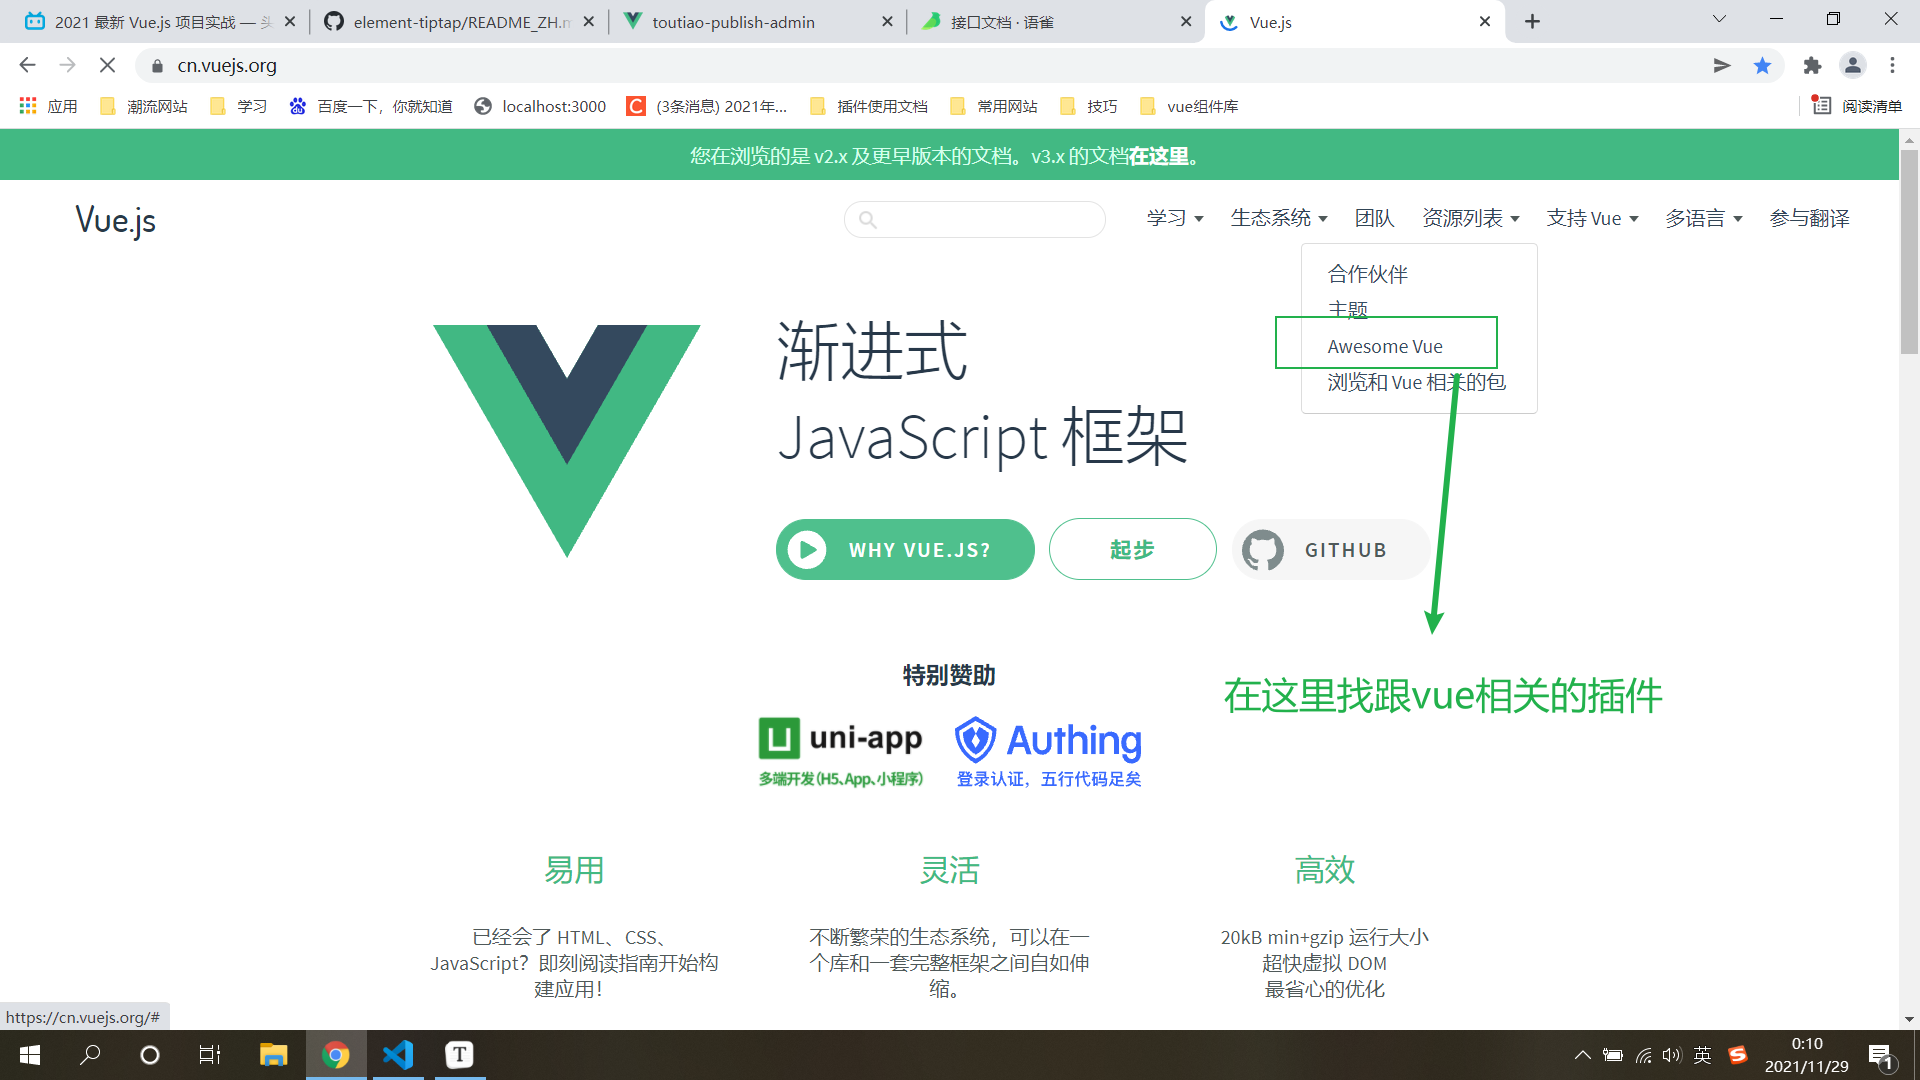 2021 最新 Vue.js 项目实战 — 头
element-tiptap/README_ZH.m
toutiao-publish-admin
接口文档 · 语雀
Vue.js
cn.vuejs.org
应用
潮流网站
学习
百度一下，你就知道
localhost:3000
(3条消息) 2021年...
插件使用文档
常用网站
技巧
vue组件库
阅读清单
您在浏览的是 v2.x 及更早版本的文档。v3.x 的文档在这里。
Vue.js
学习
生态系统
团队
资源列表
支持 Vue
多语言
参与翻译
合作伙伴
主题
Awesome Vue
浏览和 Vue 相关的包
渐进式
JavaScript 框架
WHY VUE.JS?
起步
GITHUB
在这里找跟vue相关的插件
特别赞助
uni-app
多端开发(H5、App、小程序)
Authing
登录认证，五行代码足矣
易用
已经会了 HTML、CSS、
JavaScript？即刻阅读指南开始构
建应用！
灵活
不断繁荣的生态系统，可以在一
个库和一套完整框架之间自如伸
缩。
高效
20kB min+gzip 运行大小
超快虚拟 DOM
最省心的优化
https://cn.vuejs.org/#
T
英
0:10
2021/11/29
1